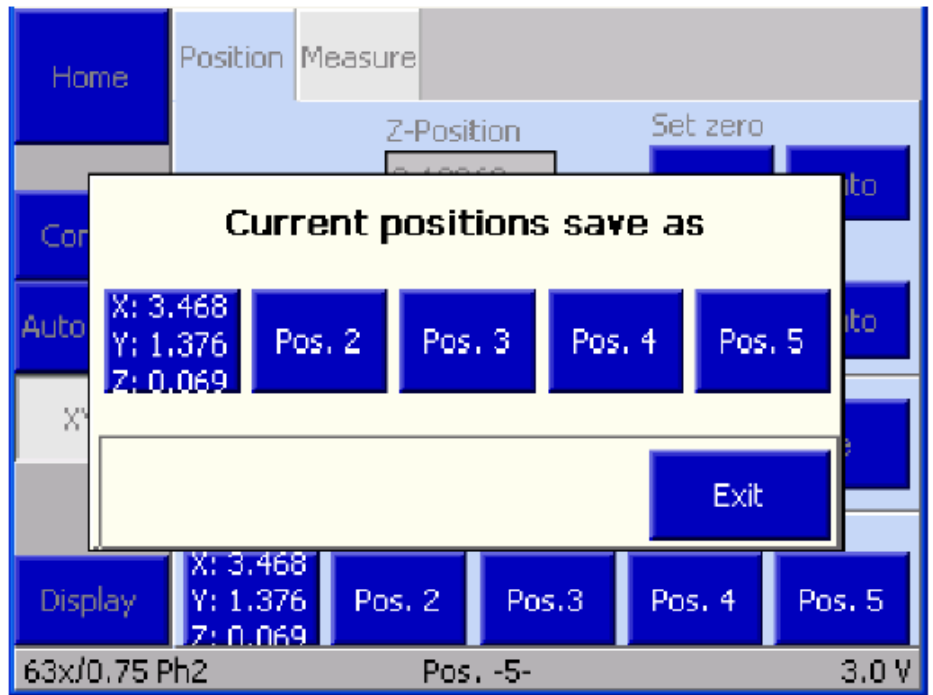 Home
Position
Measure
Z-Position
Set zero
Current positions save as
X: 3.468
Y: 1.376
Z: 0.069
Pos. 2
Pos. 3
Pos. 4
Pos. 5
Auto
Exit
Display
X: 3.468
Y: 1.376
Z: 0.069
Pos. 2
Pos.3
Pos. 4
Pos. 5
63x/0.75 Ph2
Pos. -5-
3.0 V